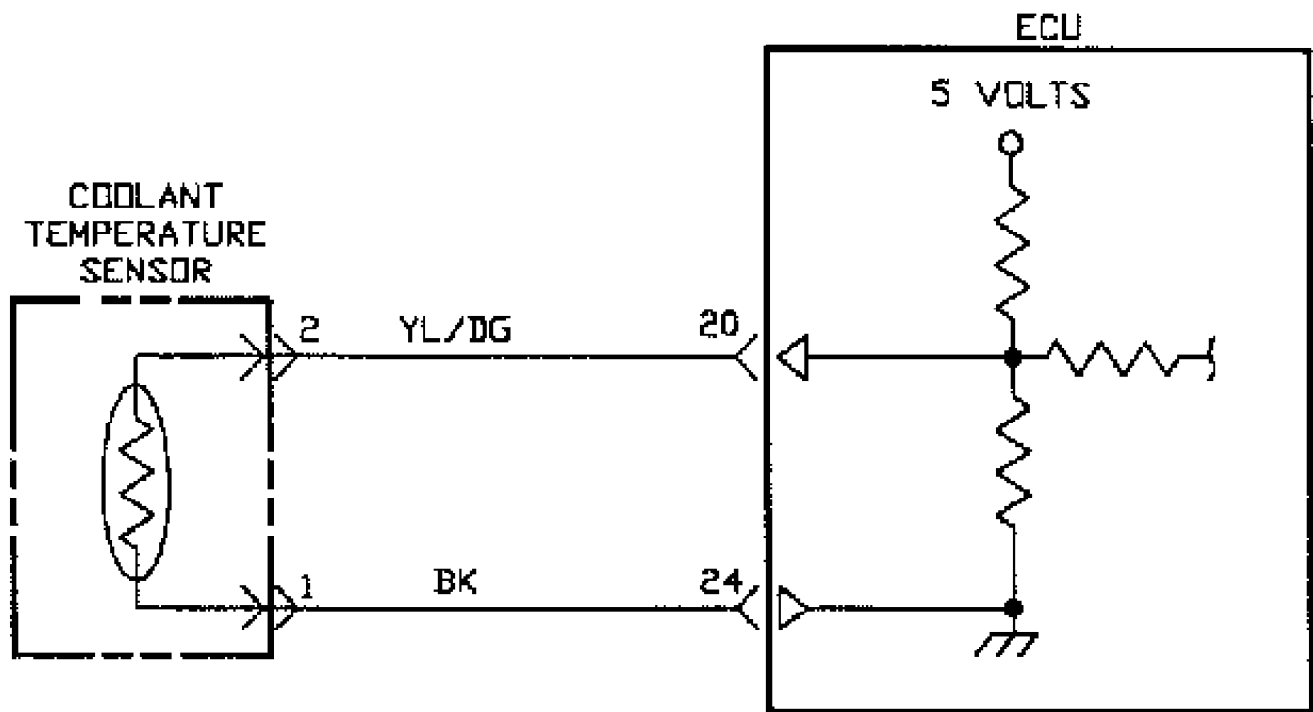 ECU
5 VOLTS
COOLANT
TEMPERATURE
SENSOR
2 YL/DG 20
1 BK 24